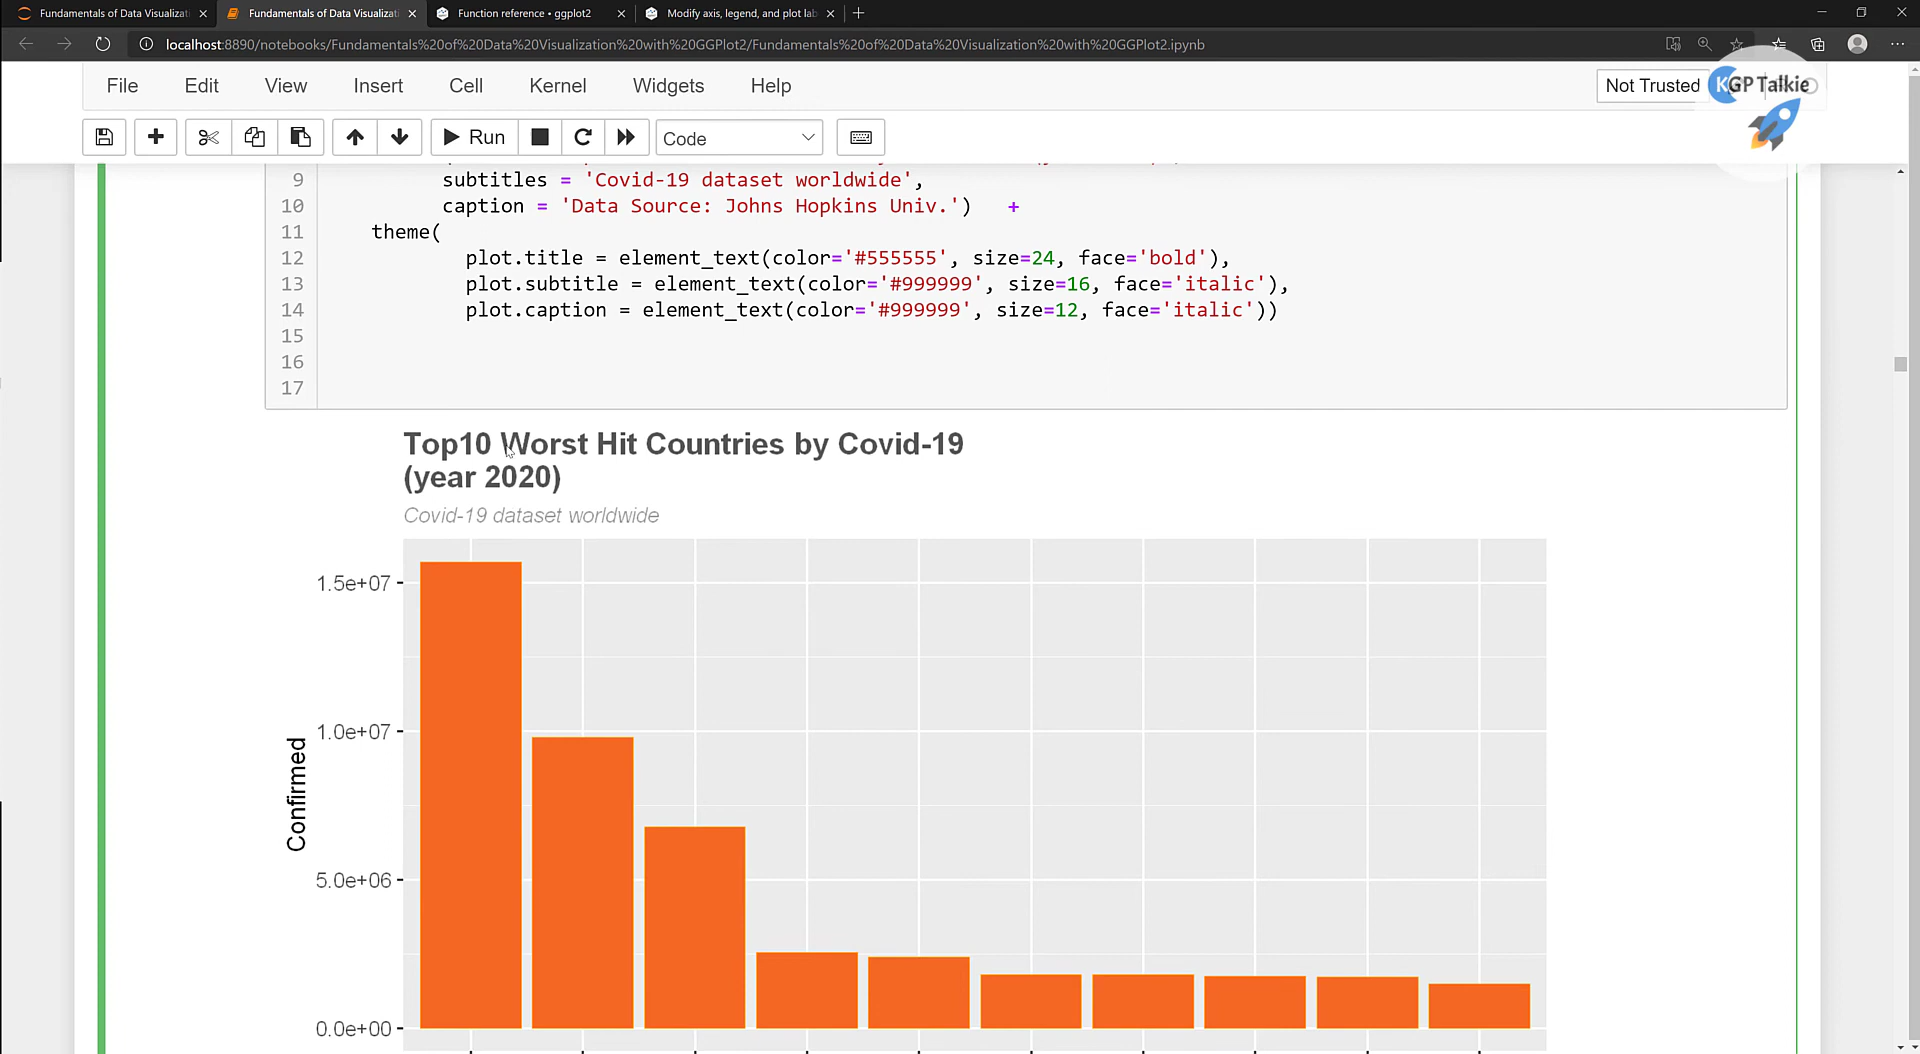 Fundamentals of Data Visualizati
Fundamentals of Data Visualizati
Function reference • ggplot2
Modify axis, legend, and plot lab
localhost:8890/notebooks/Fundamentals%20of%20Data%20Visualization%20with%20GGPlot2/Fundamentals%20of%20Data%20Visualization%20with%20GGPlot2.ipynb
File Edit View Insert Cell Kernel Widgets Help
Not Trusted
KGP Talkie
Run
Code
9 subtitles = 'Covid-19 dataset worldwide',
10 caption = 'Data Source: Johns Hopkins Univ.') +
11 theme(
12 plot.title = element_text(color='#555555', size=24, face='bold'),
13 plot.subtitle = element_text(color='#999999', size=16, face='italic'),
14 plot.caption = element_text(color='#999999', size=12, face='italic'))
15
16
17
Top10 Worst Hit Countries by Covid-19
(year 2020)
Covid-19 dataset worldwide
1.5e+07
1.0e+07
Confirmed
5.0e+06
0.0e+00